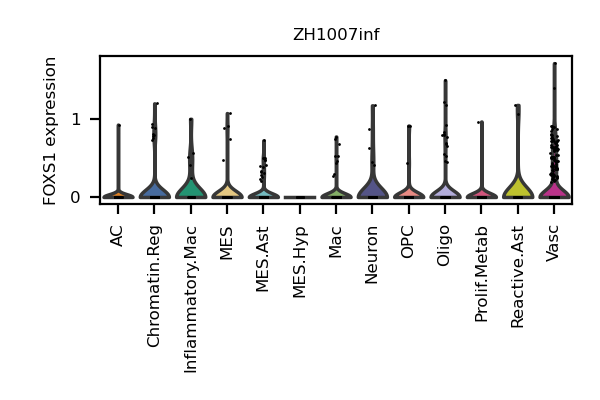 ZH1007inf
FOXS1 expression
1
0
AC
Chromatin.Reg
Inflammatory.Mac
MES
MES.Ast
MES.Hyp
Mac
Neuron
OPC
Oligo
Prolif.Metab
Reactive.Ast
Vasc